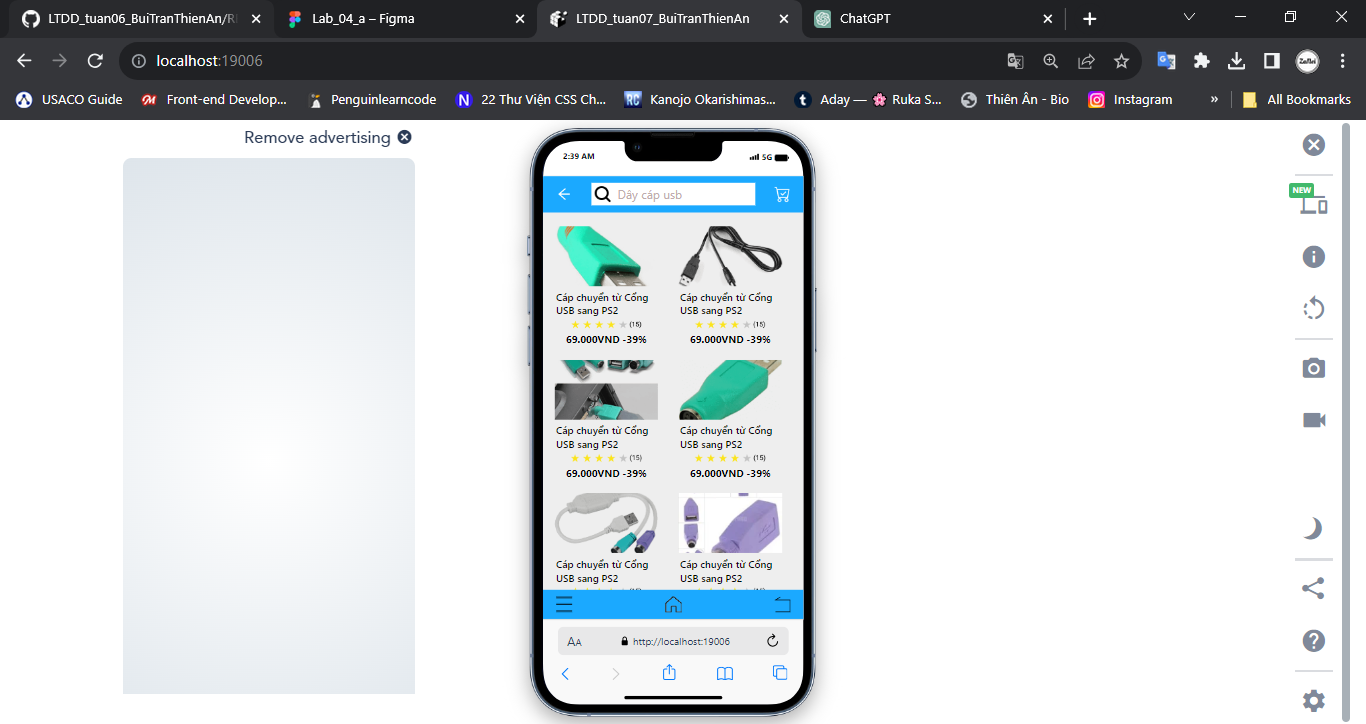 LTDD_tuan06_BuiTranThienAn/RI
Lab_04_a – Figma
LTDD_tuan07_BuiTranThienAn
ChatGPT
localhost:19006
USACO Guide
Front-end Develop...
Penguinlearncode
22 Thư Viện CSS Ch...
Kanojo Okarishimas...
Aday — 🌸 Ruka S...
Thiên Ân - Bio
Instagram
»
All Bookmarks
Remove advertising
NEW
2:39 AM
5G
Dây cáp usb
Cáp chuyển từ Cổng
USB sang PS2
(15)
69.000VND -39%
Cáp chuyển từ Cổng
USB sang PS2
(15)
69.000VND -39%
Cáp chuyển từ Cổng
USB sang PS2
(15)
69.000VND -39%
Cáp chuyển từ Cổng
USB sang PS2
(15)
69.000VND -39%
Cáp chuyển từ Cổng
USB sang PS2
Cáp chuyển từ Cổng
USB sang PS2
AA
http://localhost:19006